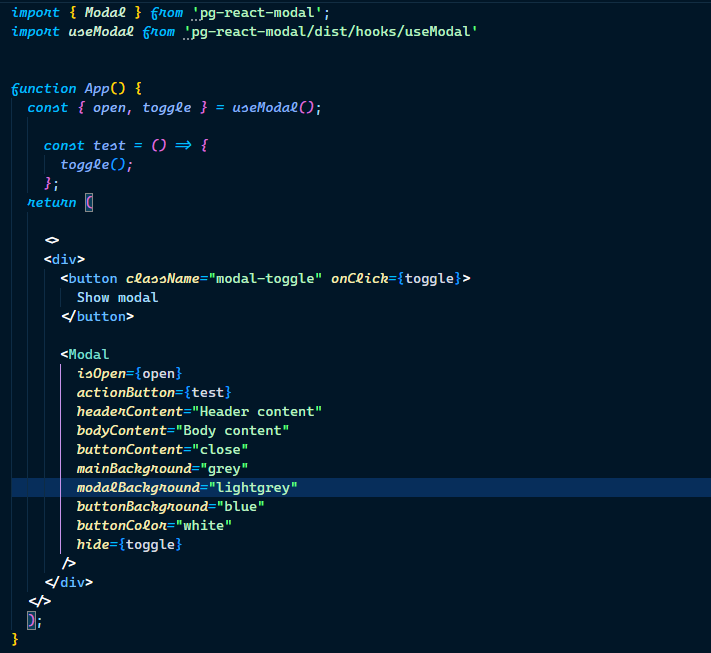 import { Modal } from 'pg-react-modal';
import useModal from 'pg-react-modal/dist/hooks/useModal'
function App() {
const { open, toggle } = useModal();
const test = () => {
toggle();
};
return (
<>
<div>
<button className="modal-toggle" onClick={toggle}>
Show modal
</button>
<Modal
isOpen={open}
actionButton={test}
headerContent="Header content"
bodyContent="Body content"
buttonContent="close"
mainBackground="grey"
modalBackground="lightgrey"
buttonBackground="blue"
buttonColor="white"
hide={toggle}
/>
</div>
</>
);
}